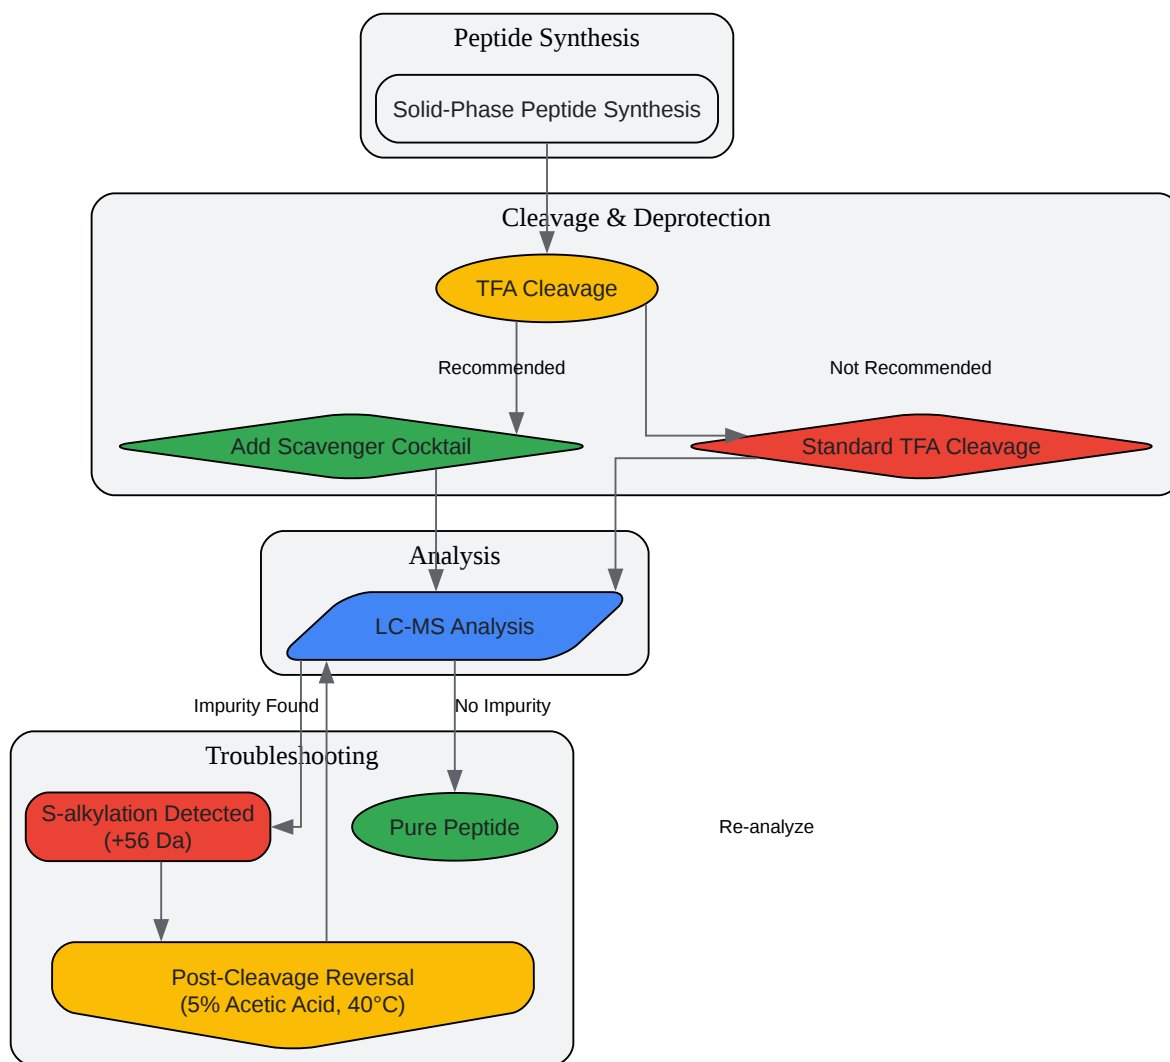 Peptide Synthesis
Solid-Phase Peptide Synthesis
Cleavage & Deprotection
TFA Cleavage
Recommended
Not Recommended
Add Scavenger Cocktail
Standard TFA Cleavage
Analysis
LC-MS Analysis
Impurity Found
No Impurity
Troubleshooting
S-alkylation Detected
(+56 Da)
Pure Peptide
Re-analyze
Post-Cleavage Reversal
(5% Acetic Acid, 40°C)